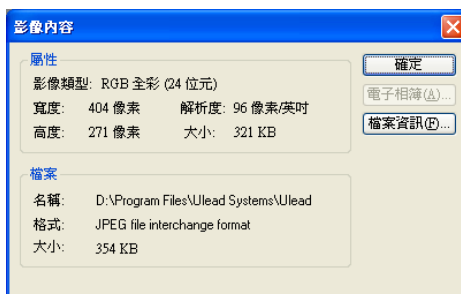 影像內容
屬性
影像類型: RGB 全彩 (24 位元)
寬度: 404 像素 解析度: 96 像素/英吋
高度: 271 像素 大小: 321 KB
確定
電子相簿(A)...
檔案資訊(F)...
檔案
名稱: D:\Program Files\Ulead Systems\Ulead
格式: JPEG file interchange format
大小: 354 KB